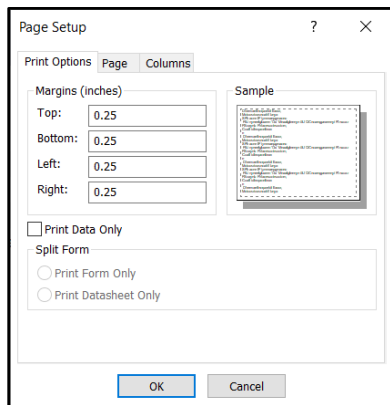 Page Setup
?
Print Options Page Columns
Margins (inches) Sample
Top: 0.25
Bottom: 0.25
Left: 0.25
Right: 0.25
Print Data Only
Split Form
Print Form Only
Print Datasheet Only
OK Cancel